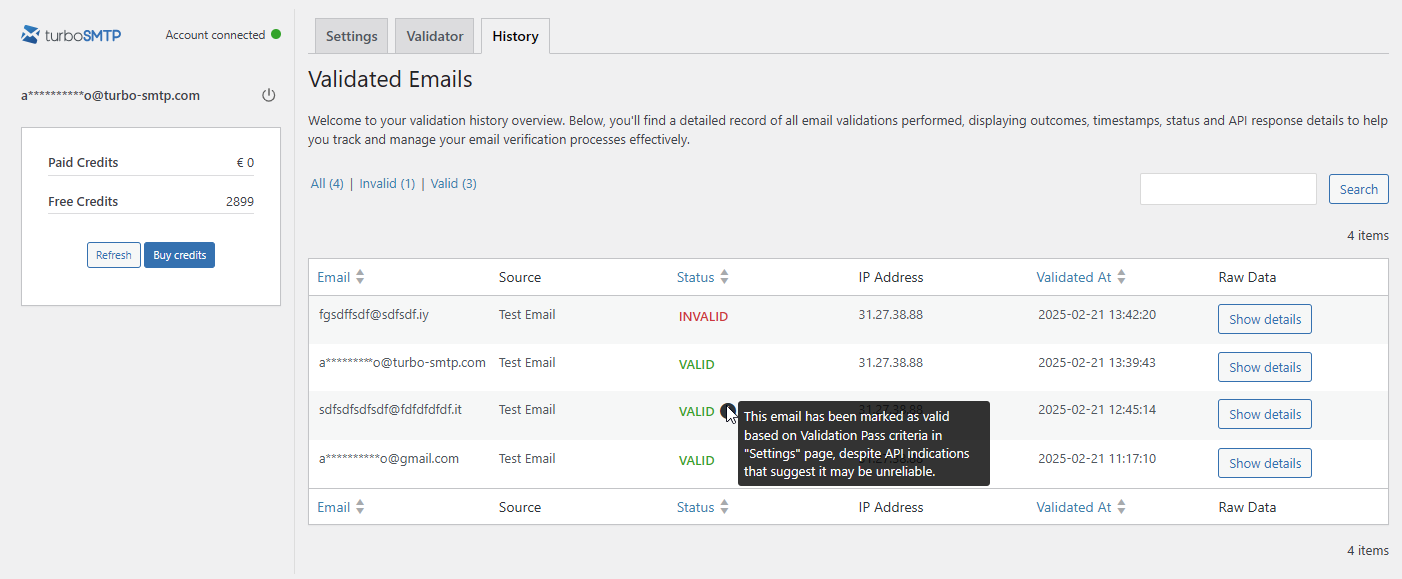 turboSMTP
Account connected
a**********o@turbo-smtp.com
Paid Credits € 0
Free Credits 2899
Refresh Buy credits
Settings Validator History
Validated Emails
Welcome to your validation history overview. Below, you'll find a detailed record of all email validations performed, displaying outcomes, timestamps, status and API response details to help
you track and manage your email verification processes effectively.
All (4) | Invalid (1) | Valid (3)
Search
4 items
Email Source Status IP Address Validated At Raw Data
fgsdffsdf@sdfsdf.iy Test Email INVALID 31.27.38.88 2025-02-21 13:42:20 Show details
a*********o@turbo-smtp.com Test Email VALID 31.27.38.88 2025-02-21 13:39:43 Show details
sdfsdfsdfsdf@fdfdfdfdf.it Test Email VALID 31.27.38.88 2025-02-21 12:45:14 Show details
This email has been marked as valid
based on Validation Pass criteria in
"Settings" page, despite API indications
that suggest it may be unreliable.
a**********o@gmail.com Test Email VALID 2025-02-21 11:17:10 Show details
Email Source Status IP Address Validated At Raw Data
4 items